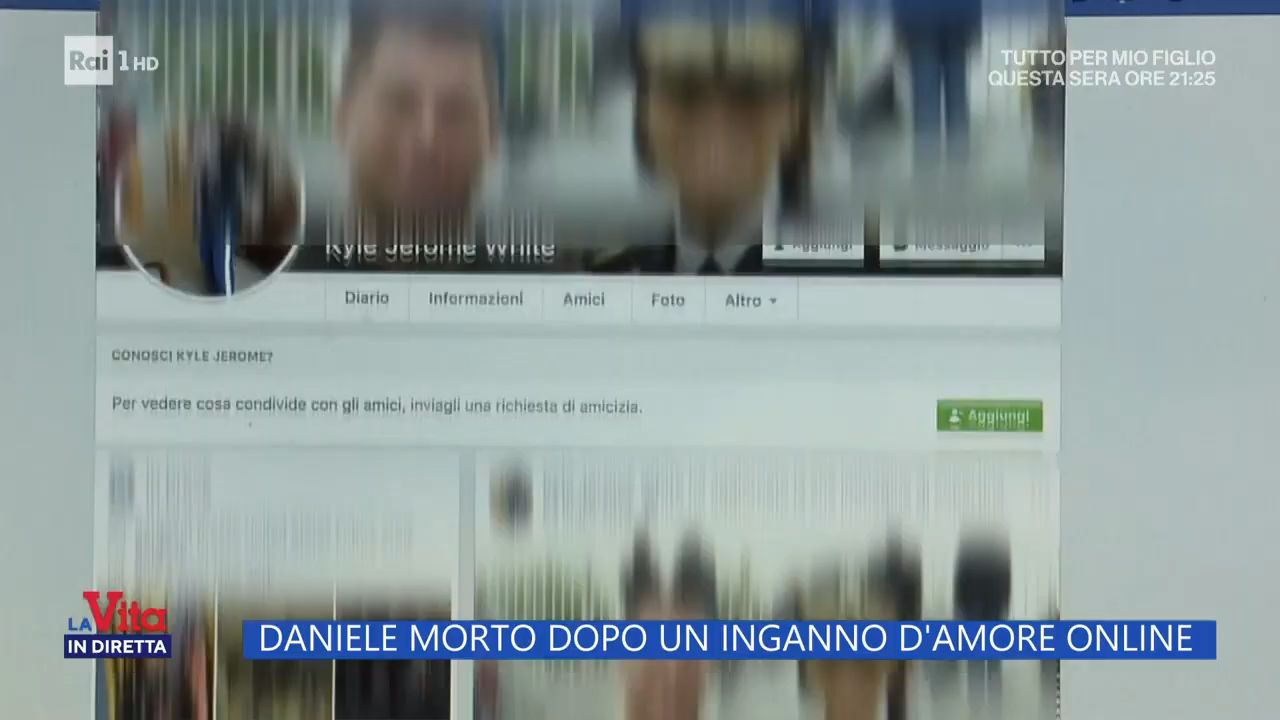 Rai 1 HD
TUTTO PER MIO FIGLIO
QUESTA SERA ORE 21:25
Kyle Jerome White
Aggiungi
Messaggio
Diario
Informazioni
Amici
Foto
Altro
CONOSCI KYLE JEROME?
Per vedere cosa condivide con gli amici, inviagli una richiesta di amicizia.
Aggiungi
LA Vita
IN DIRETTA
DANIELE MORTO DOPO UN INGANNO D'AMORE ONLINE